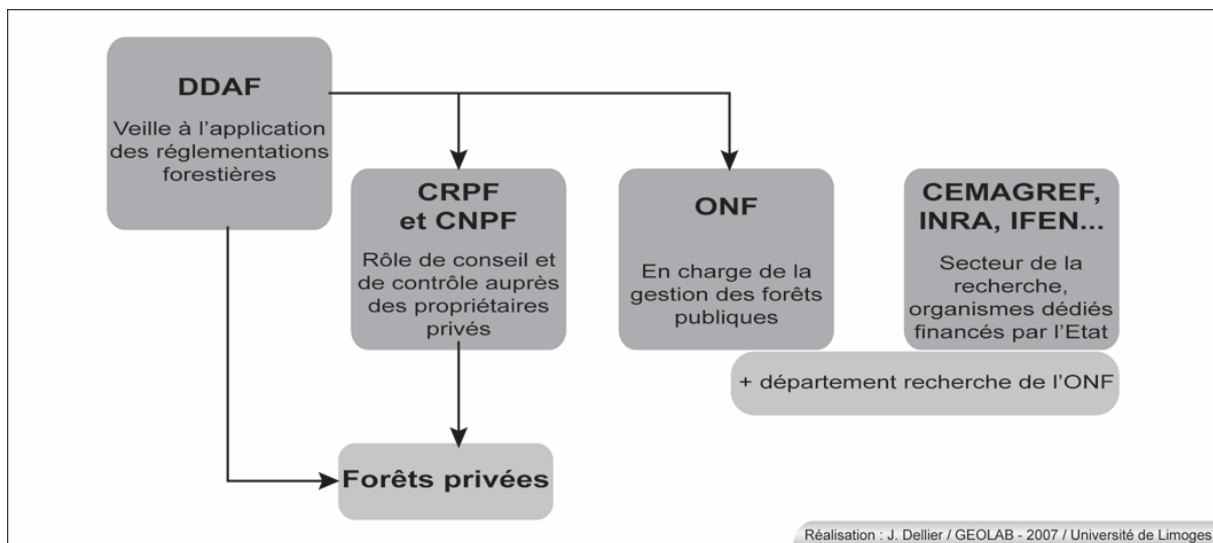 DDAF
Veille à l'application
des réglementations
forestières
CRPF
et CNPF
Rôle de conseil et
de contrôle auprès
des propriétaires
privés
ONF
En charge de la
gestion des forêts
publiques
CEMAGREF,
INRA, IFEN...
Secteur de la
recherche,
organismes dédiés
financés par l'Etat
+ département recherche de l'ONF
Forêts privées
Réalisation : J. Dellier / GEOLAB - 2007 / Université de Limoges